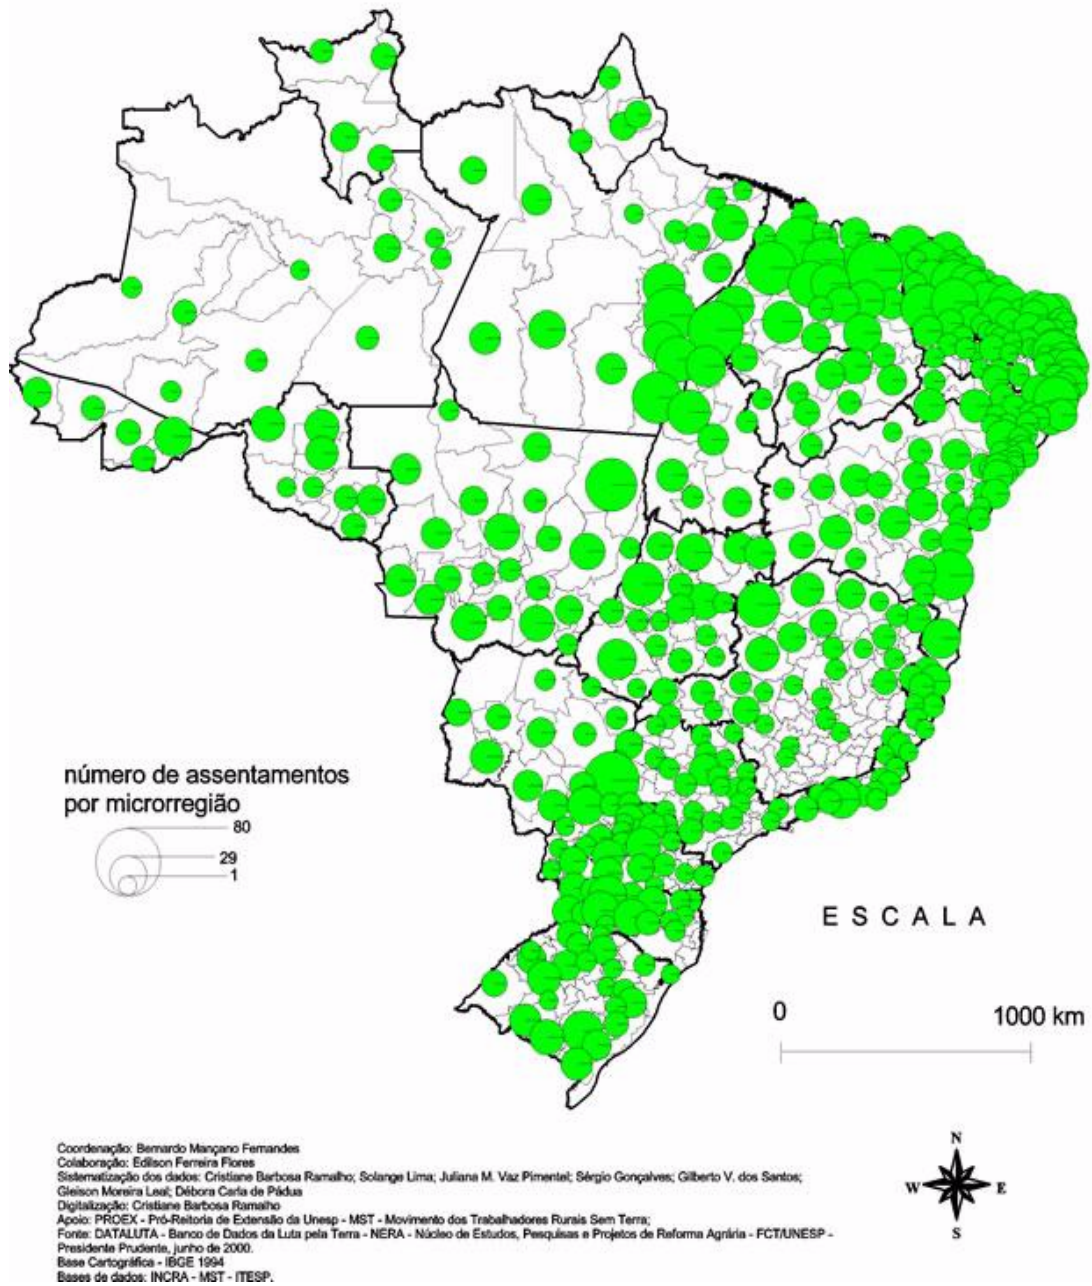 número de assentamentos
por microrregião
80
29
1
E S C A L A
0
1000 km
Coordenação: Bernardo Mançano Fernandes
Colaboração: Edilson Ferreira Flores
Sistematização dos dados: Cristiane Barbosa Ramalho; Solange Lima; Juliana M. Vaz Pimentel; Sérgio Gonçalves; Gilberto V. dos Santos;
Gleison Moreira Leal; Débora Carla de Pádua
Digitalização: Cristiane Barbosa Ramalho
Apoio: PROEX - Pró-Reitoria de Extensão da Unesp - MST - Movimento dos Trabalhadores Rurais Sem Terra;
Fonte: DATALUTA - Banco de Dados da Luta pela Terra - NERA - Núcleo de Estudos, Pesquisas e Projetos de Reforma Agrária - FCT/UNESP -
Presidente Prudente, junho de 2000.
Base Cartográfica - IBGE 1994
Bases de dados: INCRA - MST - ITESP.
N
W
E
S